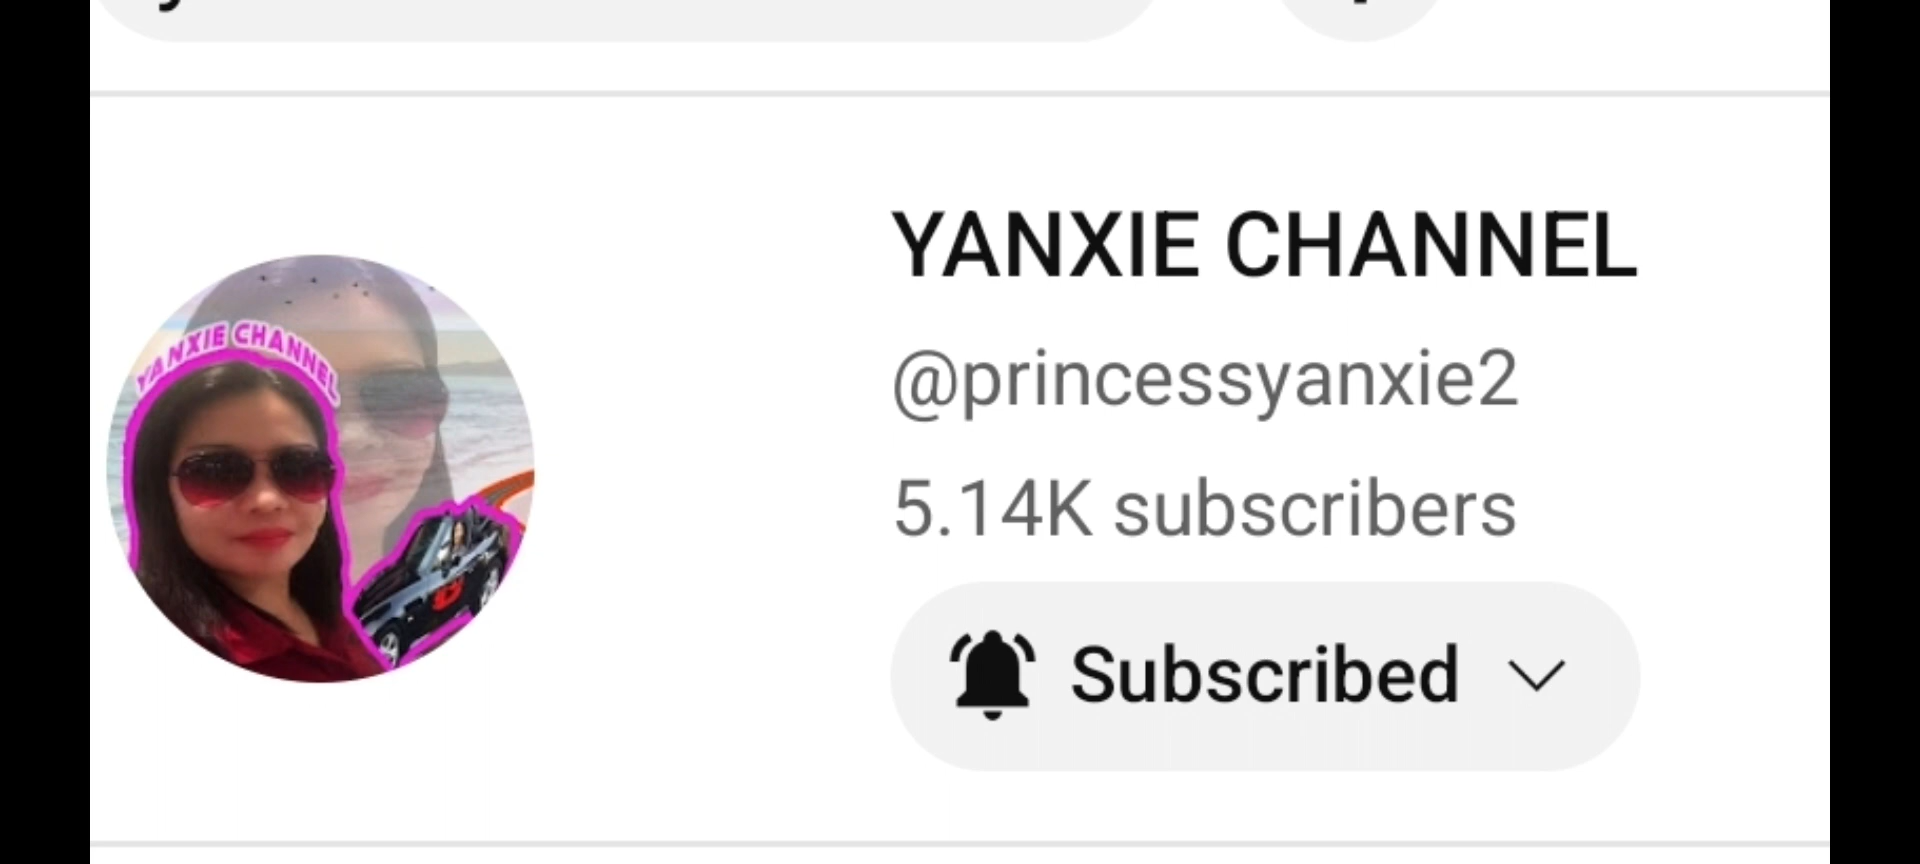 YANXIE CHANNEL
YANXIE CHANNEL
@princessyanxie2
5.14K subscribers
Subscribed